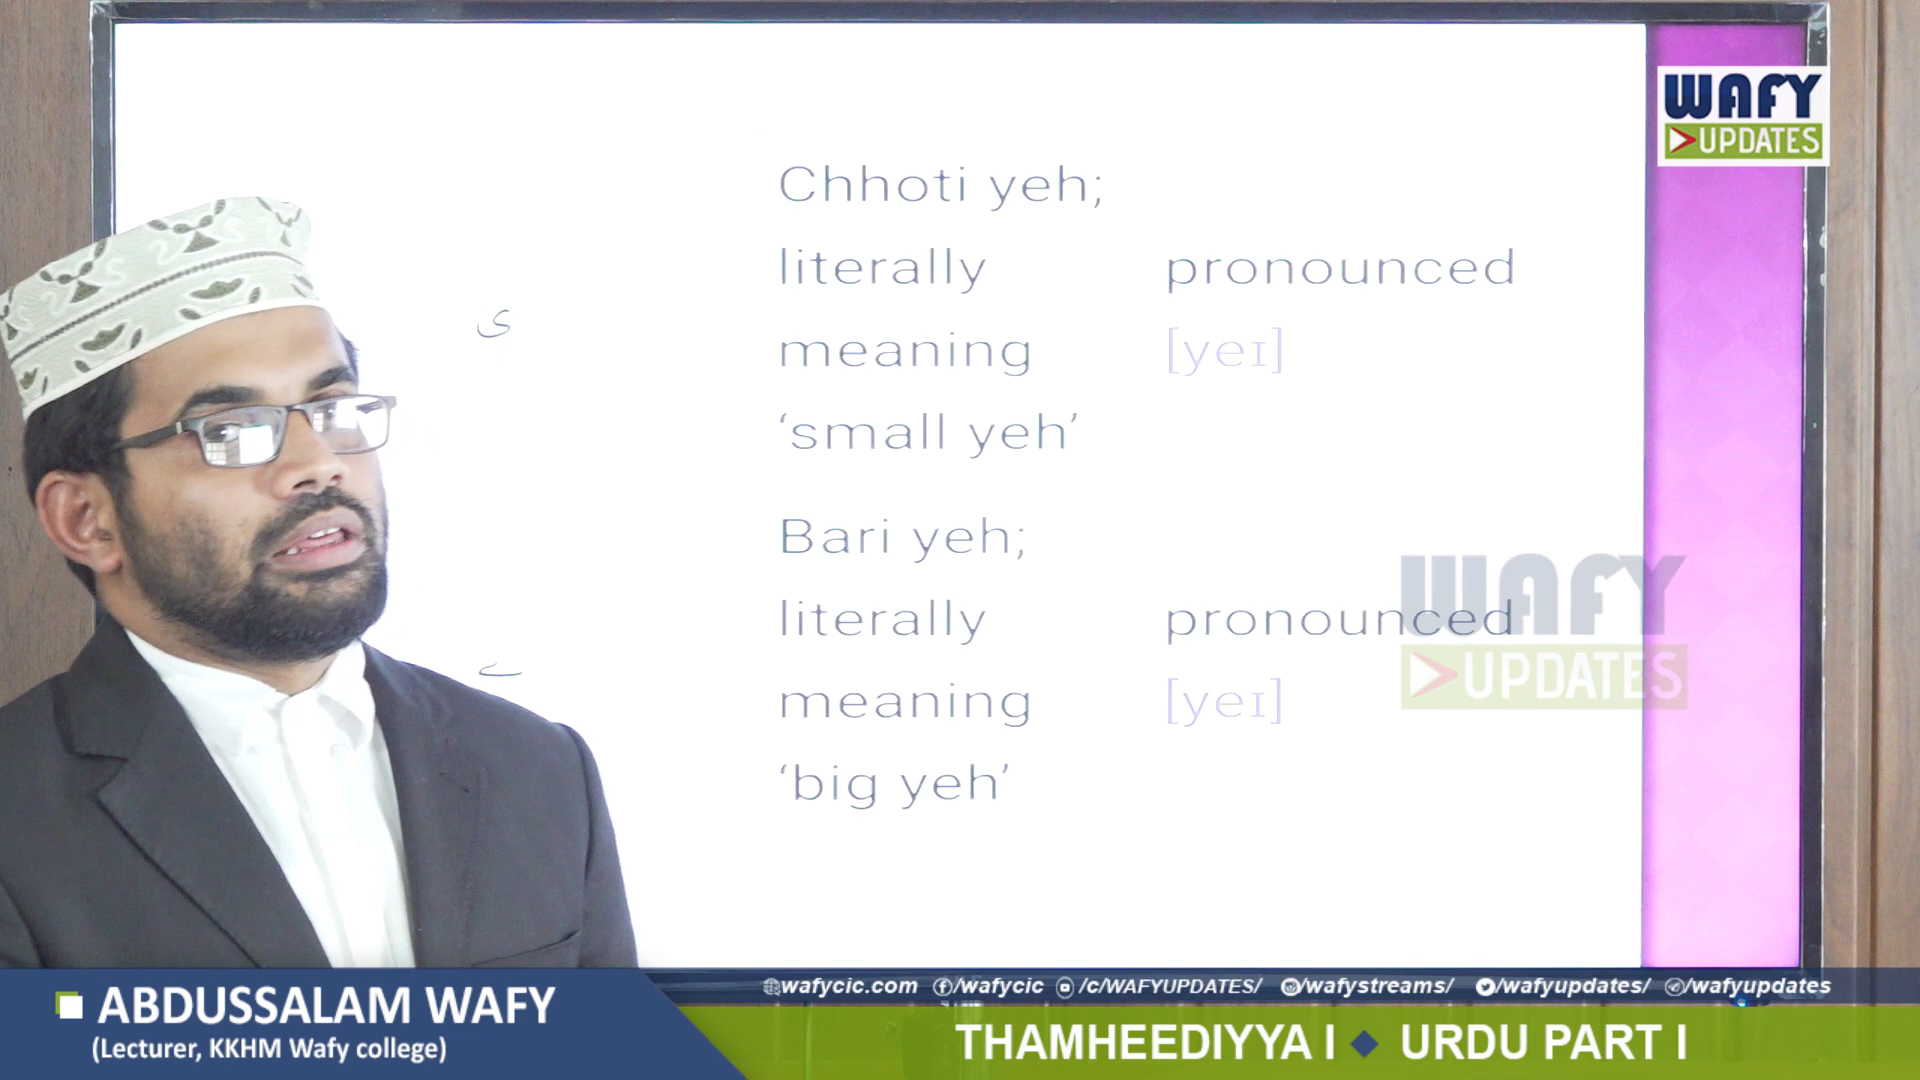 WAFY
UPDATES
Chhoti yeh;
literally pronounced
ی meaning [yeɪ]
‘small yeh’
Bari yeh;
literally pronounced
ے meaning [yeɪ]
‘big yeh’
WAFY
UPDATES
wafycic.com /wafycic /c/WAFYUPDATES/ /wafystreams/ /wafyupdates/ /wafyupdates
ABDUSSALAM WAFY
(Lecturer, KKHM Wafy college)
THAMHEEDIYYA I URDU PART I